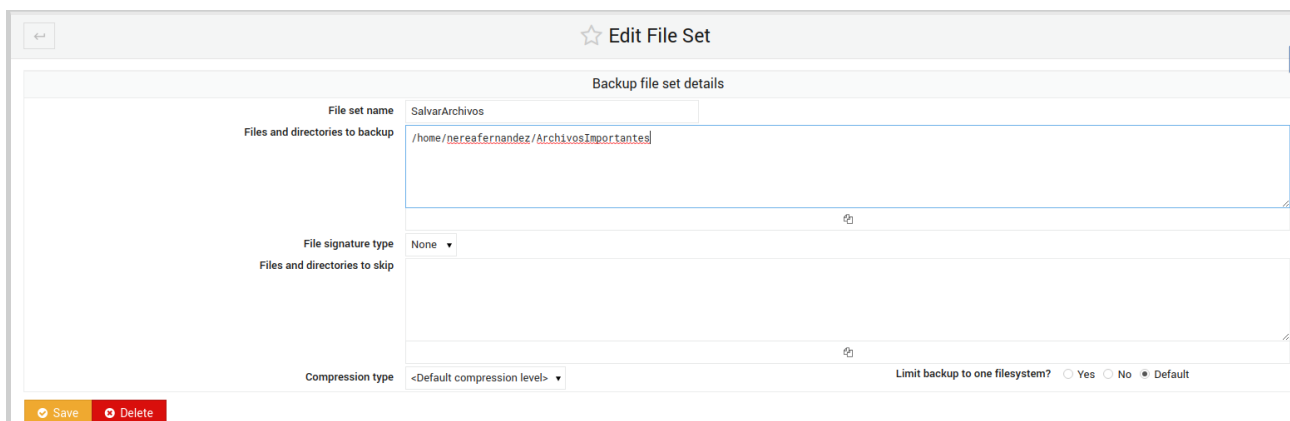 Edit File Set
Backup file set details
File set name SalvarArchivos
Files and directories to backup /home/nereafernandez/ArchivosImportantes
File signature type None
Files and directories to skip
Compression type <Default compression level> Limit backup to one filesystem? Yes No Default
Save Delete